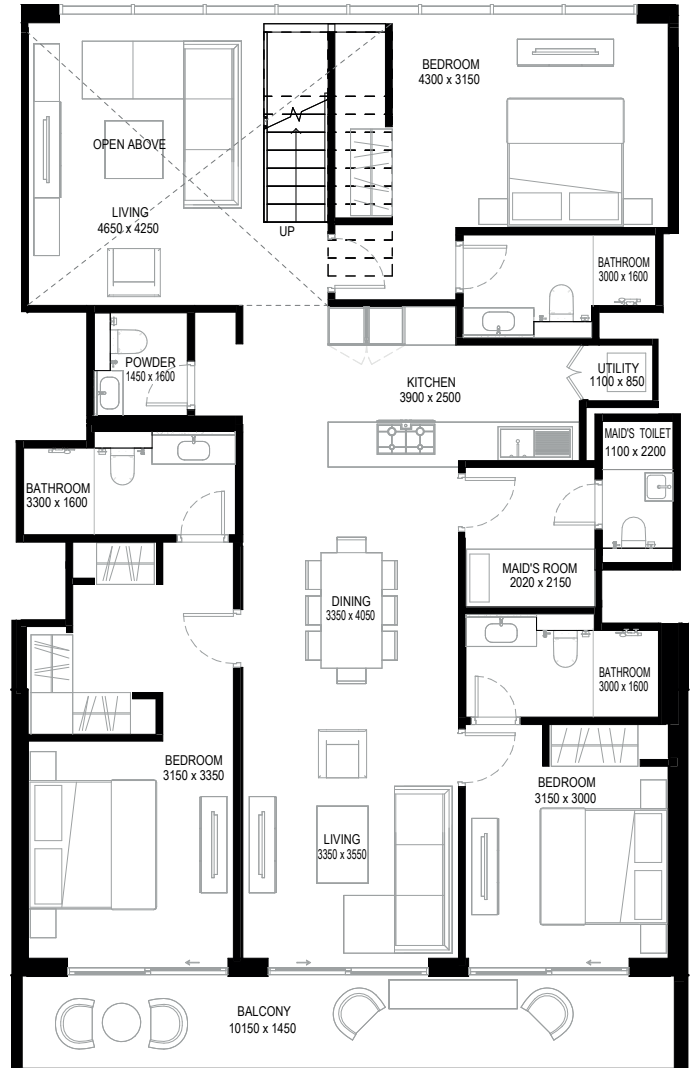 BEDROOM
4300 x 3150
OPEN ABOVE
LIVING
4650 x 4250
UP
BATHROOM
3000 x 1600
POWDER
1450 x 1600
KITCHEN
3900 x 2500
UTILITY
1100 x 850
MAID'S TOILET
1100 x 2200
BATHROOM
3300 x 1600
MAID'S ROOM
2020 x 2150
DINING
3350 x 4050
BATHROOM
3000 x 1600
BEDROOM
3150 x 3350
BEDROOM
3150 x 3000
LIVING
3350 x 3550
BALCONY
10150 x 1450